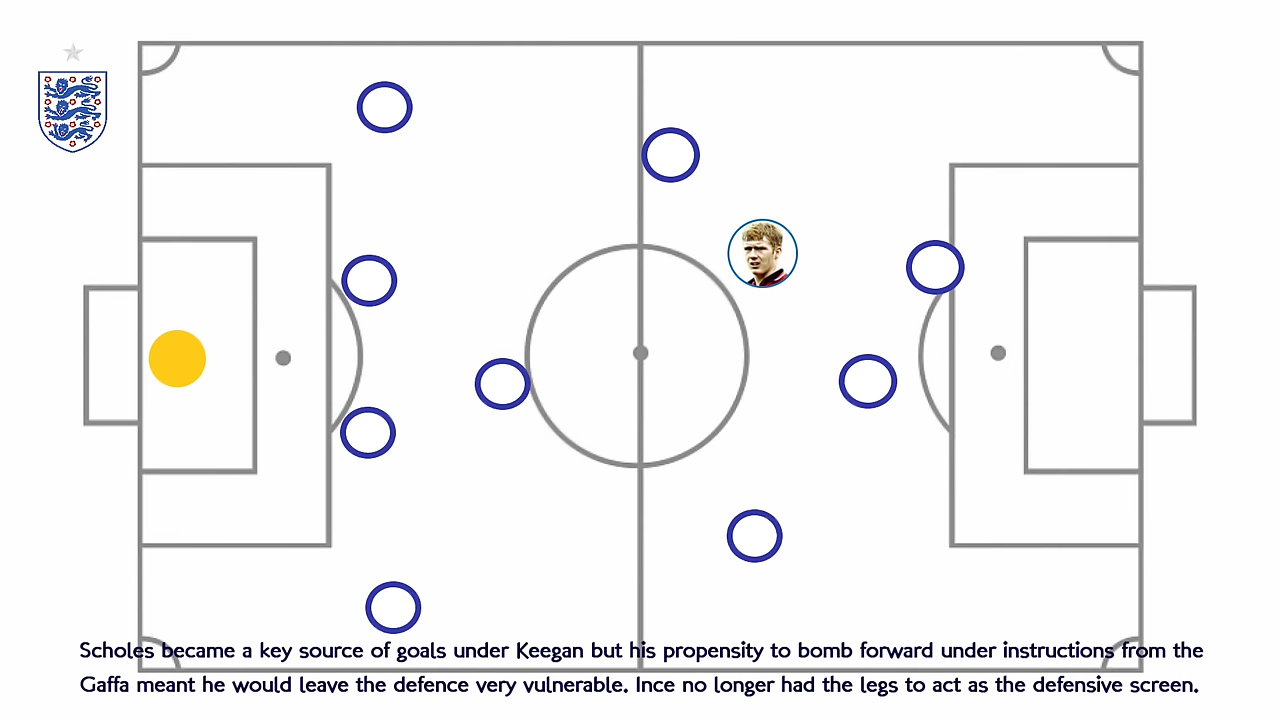 Scholes became a key source of goals under Keegan but his propensity to bomb forward under instructions from the
Gaffa meant he would leave the defence very vulnerable. Ince no longer had the legs to act as the defensive screen.